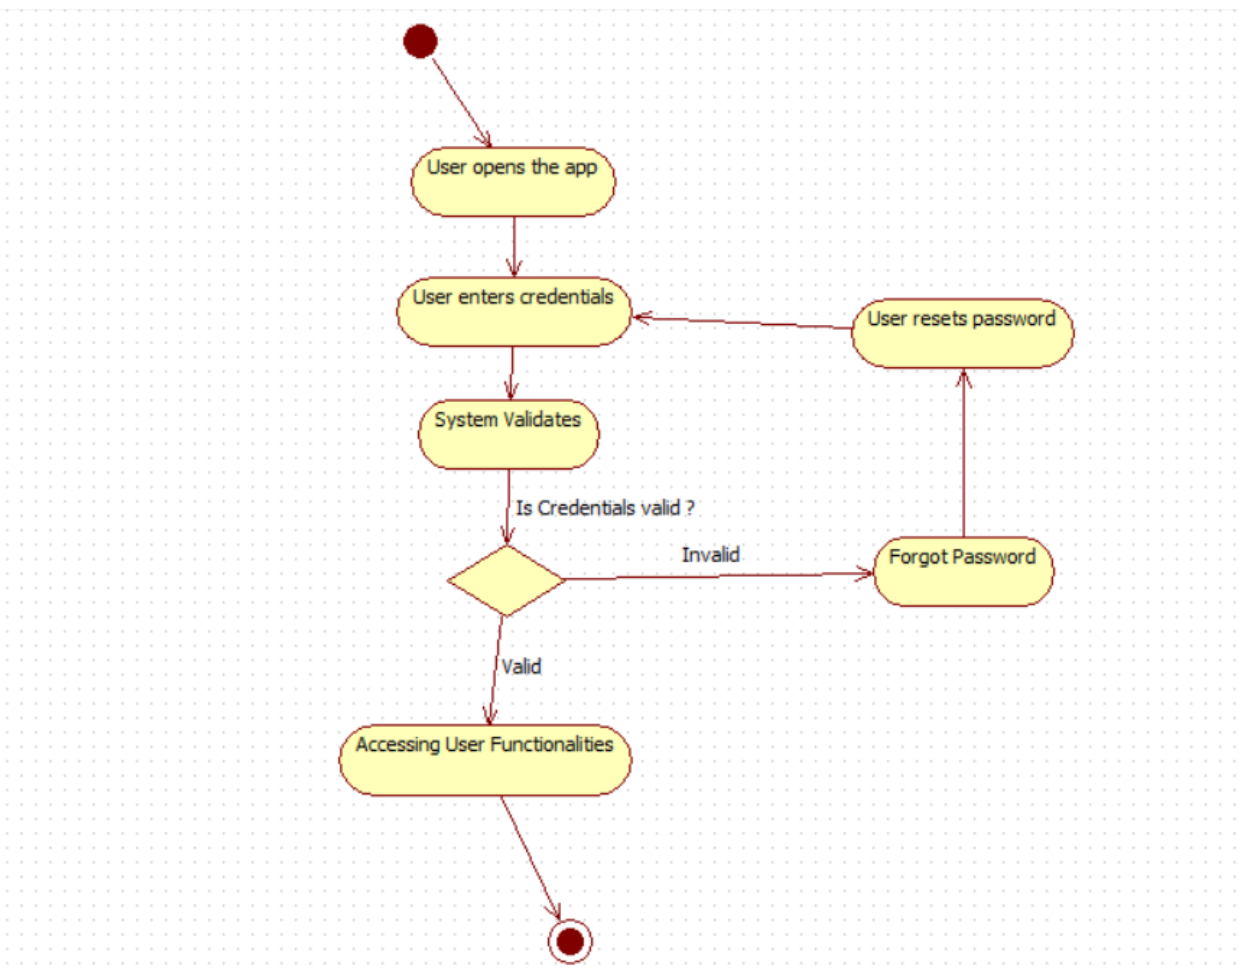 User opens the app
User enters credentials
User resets password
System Validates
Is Credentials valid ?
Invalid
Forgot Password
Valid
Accessing User Functionalities